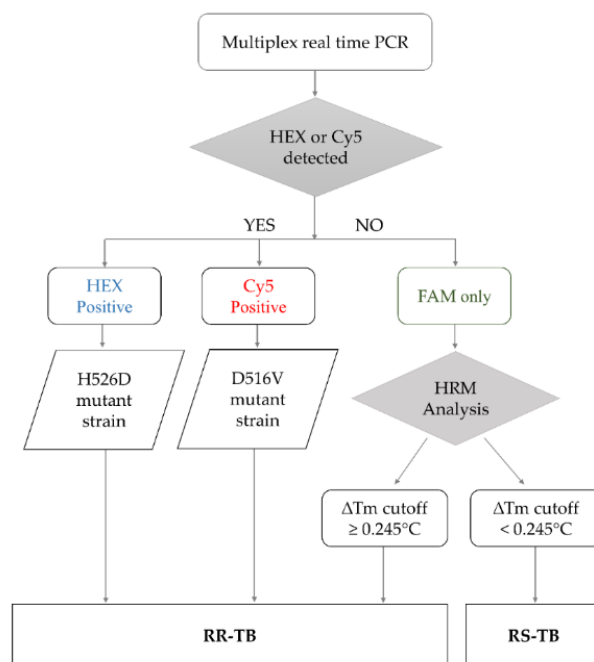 Multiplex real time PCR
HEX or Cy5
detected
YES
NO
HEX
Positive
Cy5
Positive
FAM only
H526D
mutant
strain
D516V
mutant
strain
HRM
Analysis
ΔTm cutoff
≥ 0.245°C
ΔTm cutoff
< 0.245°C
RR-TB
RS-TB